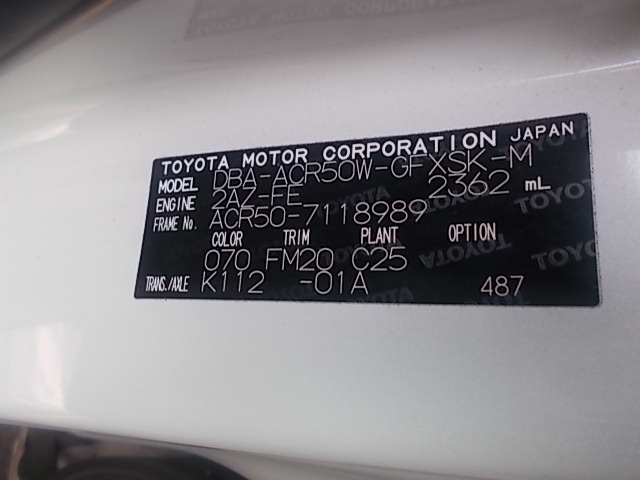 TOYOTA MOTOR CORPORATION JAPAN
MODEL DBA-ACR50W-GFXSK-M
ENGINE 2AZ-FE 2362 mL
FRAME No. ACR50-7118989
COLOR TRIM PLANT OPTION
070 FM20 C25
TRANS./AXLE K112 -01A 487